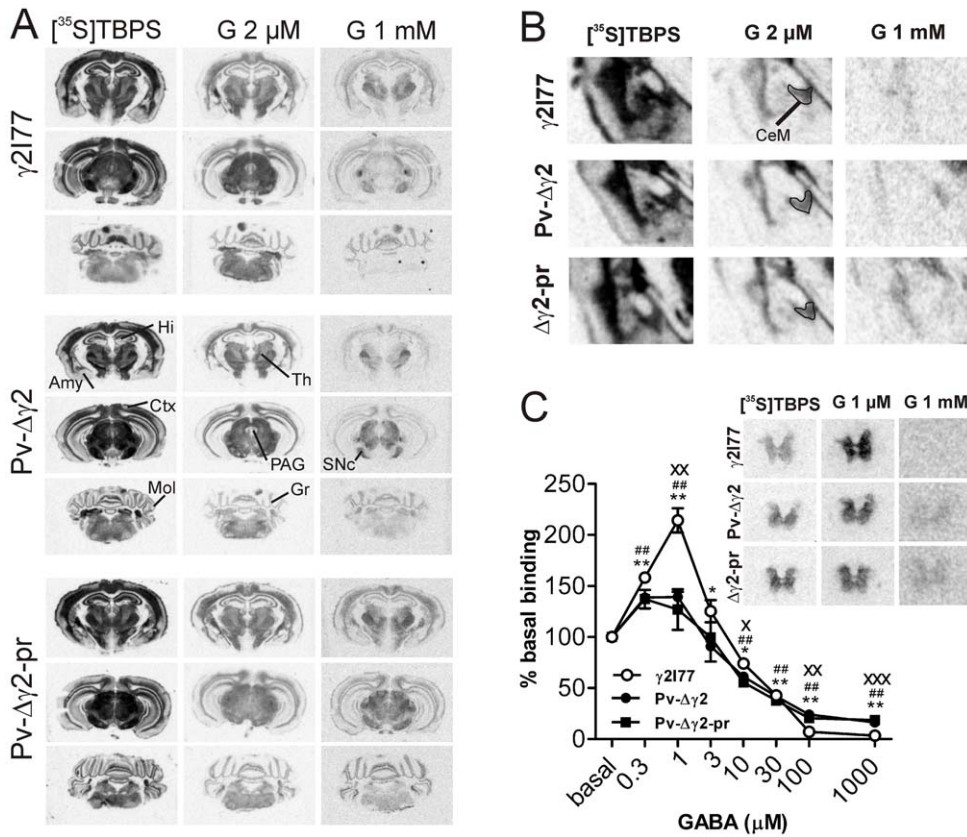 A
[³⁵S]TBPS G 2 µM G 1 mM
γ2I77
Pv-Δγ2
Hi
Amy
Th
Ctx
PAG
SNc
Mol
Gr
Pv-Δγ2-pr
B
[³⁵S]TBPS G 2 µM G 1 mM
γ2I77
CeM
Pv-Δγ2
Δγ2-pr
C
[³⁵S]TBPS G 1 µM G 1 mM
γ2I77
Pv-Δγ2
Δγ2-pr
% basal binding
250
200
150
100
50
0
##
**
XX
##
**
*
X
##
*
##
**
XX
##
**
XXX
##
**
γ2I77
Pv-Δγ2
Pv-Δγ2-pr
basal 0.3 1 3 10 30 100 1000
GABA (µM)